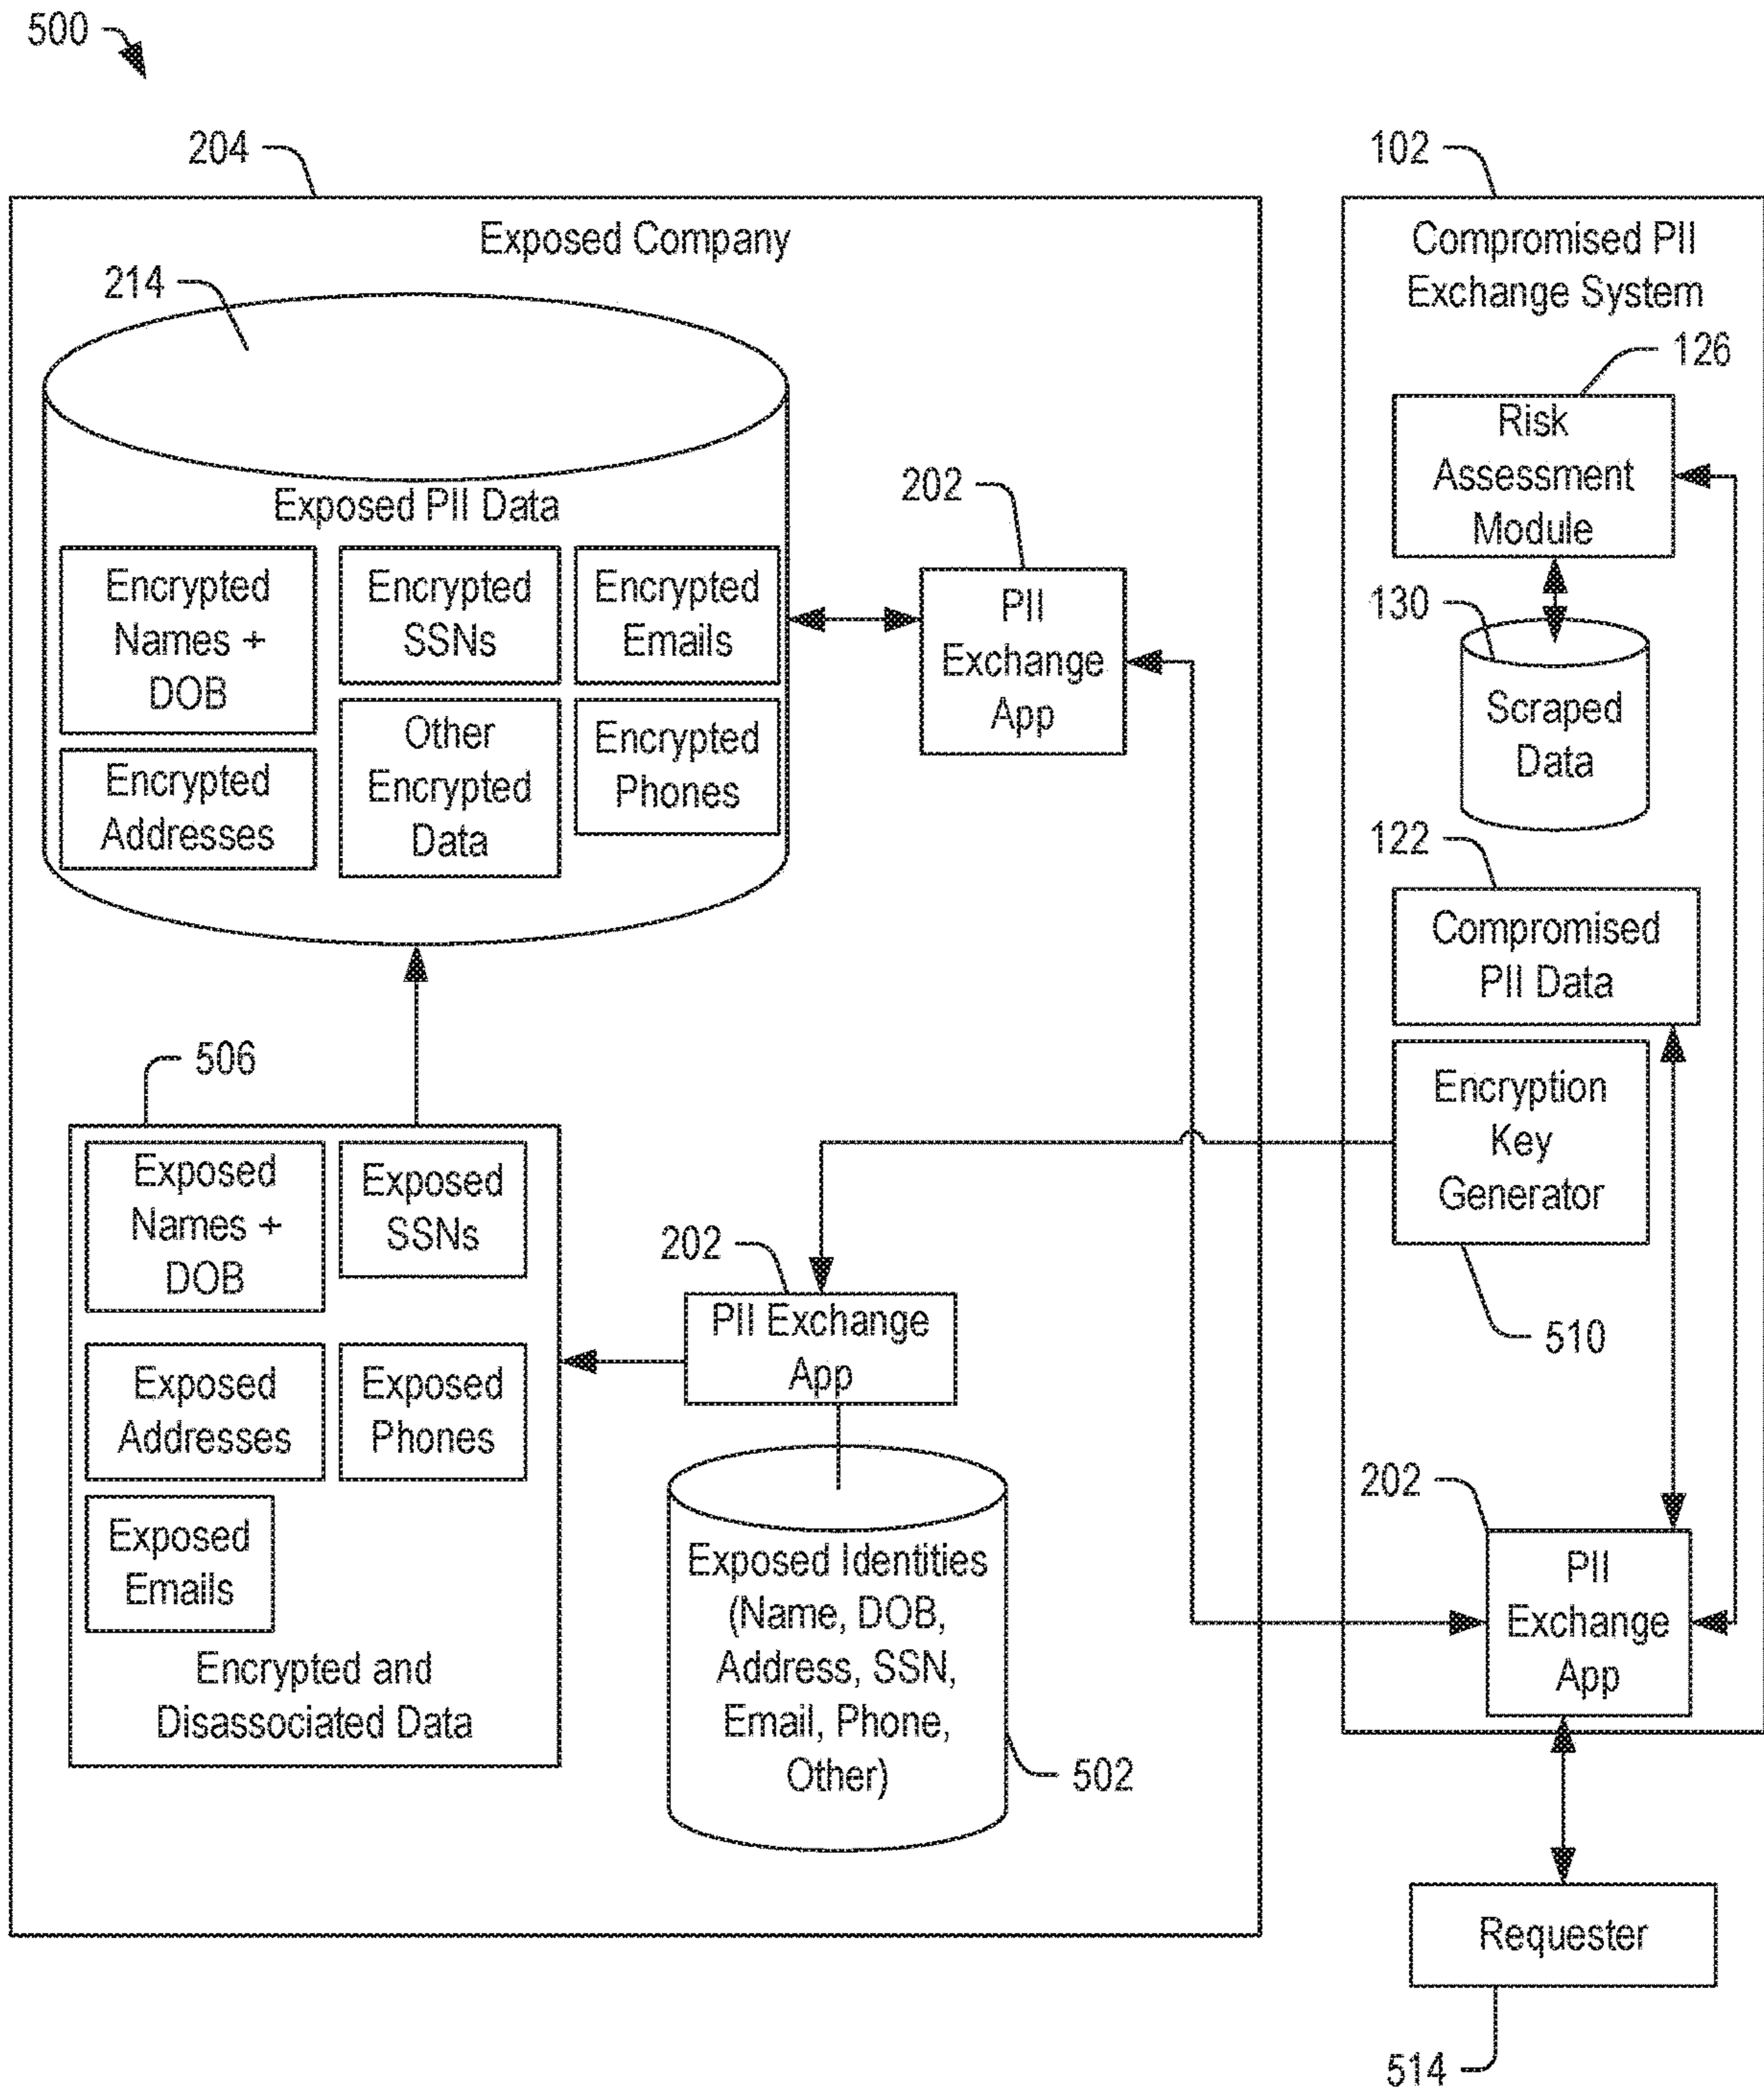 500
204
Exposed Company
214
Exposed PII Data
Encrypted
Names +
DOB
Encrypted
SSNs
Encrypted
Emails
Encrypted
Addresses
Other
Encrypted
Data
Encrypted
Phones
202
PII
Exchange
App
506
Exposed
Names +
DOB
Exposed
SSNs
Exposed
Addresses
Exposed
Phones
Exposed
Emails
Encrypted and
Disassociated Data
202
PII Exchange
App
Exposed Identities
(Name, DOB,
Address, SSN,
Email, Phone,
Other)
502
102
Compromised PII
Exchange System
126
Risk
Assessment
Module
130
Scraped
Data
122
Compromised
PII Data
Encryption
Key
Generator
510
202
PII
Exchange
App
Requester
514